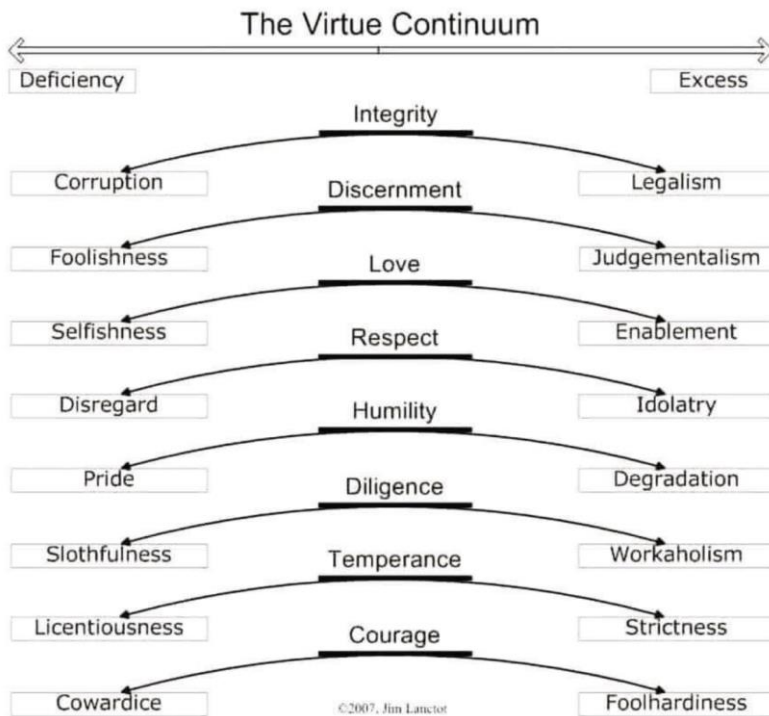 The Virtue Continuum
Deficiency Excess
Integrity
Corruption Legalism
Discernment
Foolishness Judgementalism
Love
Selfishness Enablement
Respect
Disregard Idolatry
Humility
Pride Degradation
Diligence
Slothfulness Workaholism
Temperance
Licentiousness Strictness
Courage
Cowardice Foolhardiness
©2007, Jim Lanctot